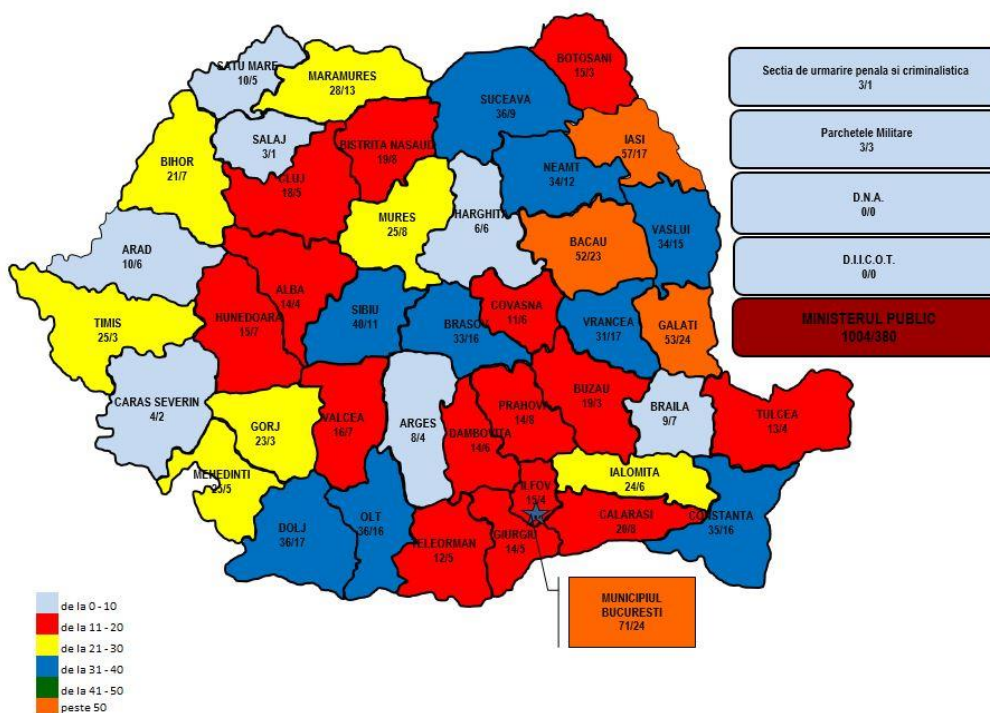 SATU MARE
10/5
MARAMURES
28/13
SUCEAVA
36/9
BOTOSANI
15/3
IASI
57/17
SALAJ
3/1
BISTRITA NASAUD
19/8
BIHOR
21/7
CLUJ
18/5
NEAMT
34/12
MURES
25/8
HARGHITA
6/6
BACAU
52/23
VASLUI
34/15
ARAD
10/6
ALBA
14/4
HUNEDOARA
15/7
SIBIU
40/11
BRASOV
33/16
COVASNA
11/6
VRANCEA
31/17
GALATI
53/24
TIMIS
25/3
CARAS SEVERIN
4/2
GORJ
23/3
VALCEA
16/7
ARGES
8/4
DAMBOVITA
14/6
PRAHOVA
14/8
BUZAU
19/3
BRAILA
9/7
TULCEA
13/4
MEHEDINTI
25/5
DOLJ
36/17
OLT
36/16
TELEORMAN
12/5
GIURGIU
14/5
ILFOV
15/4
IALOMITA
24/6
CALARASI
20/8
CONSTANTA
35/16
MUNICIPIUL
BUCURESTI
71/24
Sectia de urmarire penala si criminalistica
3/1
Parchetele Militare
3/3
D.N.A.
0/0
D.I.I.C.O.T.
0/0
MINISTERUL PUBLIC
1004/380
de la 0 - 10
de la 11 - 20
de la 21 - 30
de la 31 - 40
de la 41 - 50
peste 50